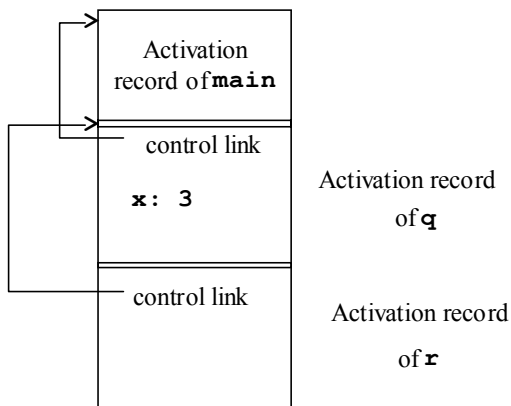 Activation
record of main
control link
x: 3
Activation record
of q
control link
Activation record
of r